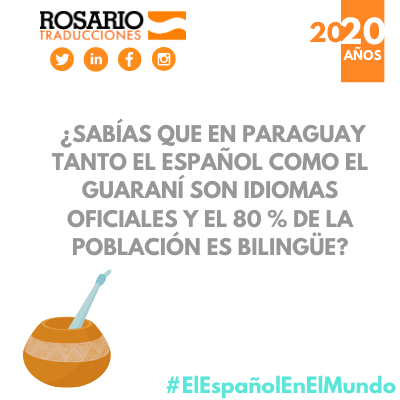 ROSARIO
TRADUCCIONES
2020
AÑOS
¿SABÍAS QUE EN PARAGUAY
TANTO EL ESPAÑOL COMO EL
GUARANÍ SON IDIOMAS
OFICIALES Y EL 80 % DE LA
POBLACIÓN ES BILINGÜE?
#ElEspañolEnElMundo